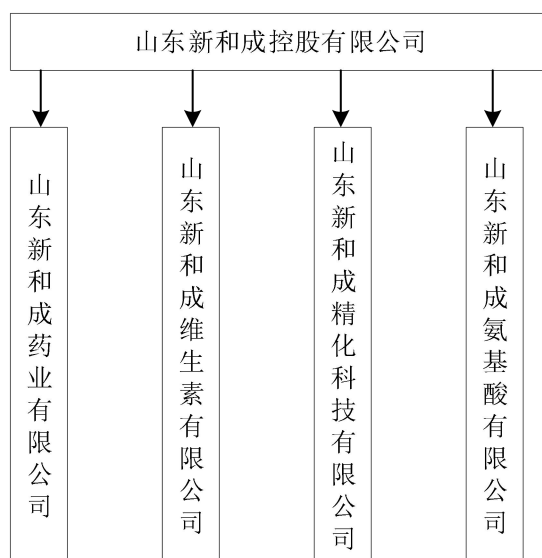 山东新和成控股有限公司
山东新和成药业有限公司
山东新和成维生素有限公司
山东新和成精化科技有限公司
山东新和成氨基酸有限公司